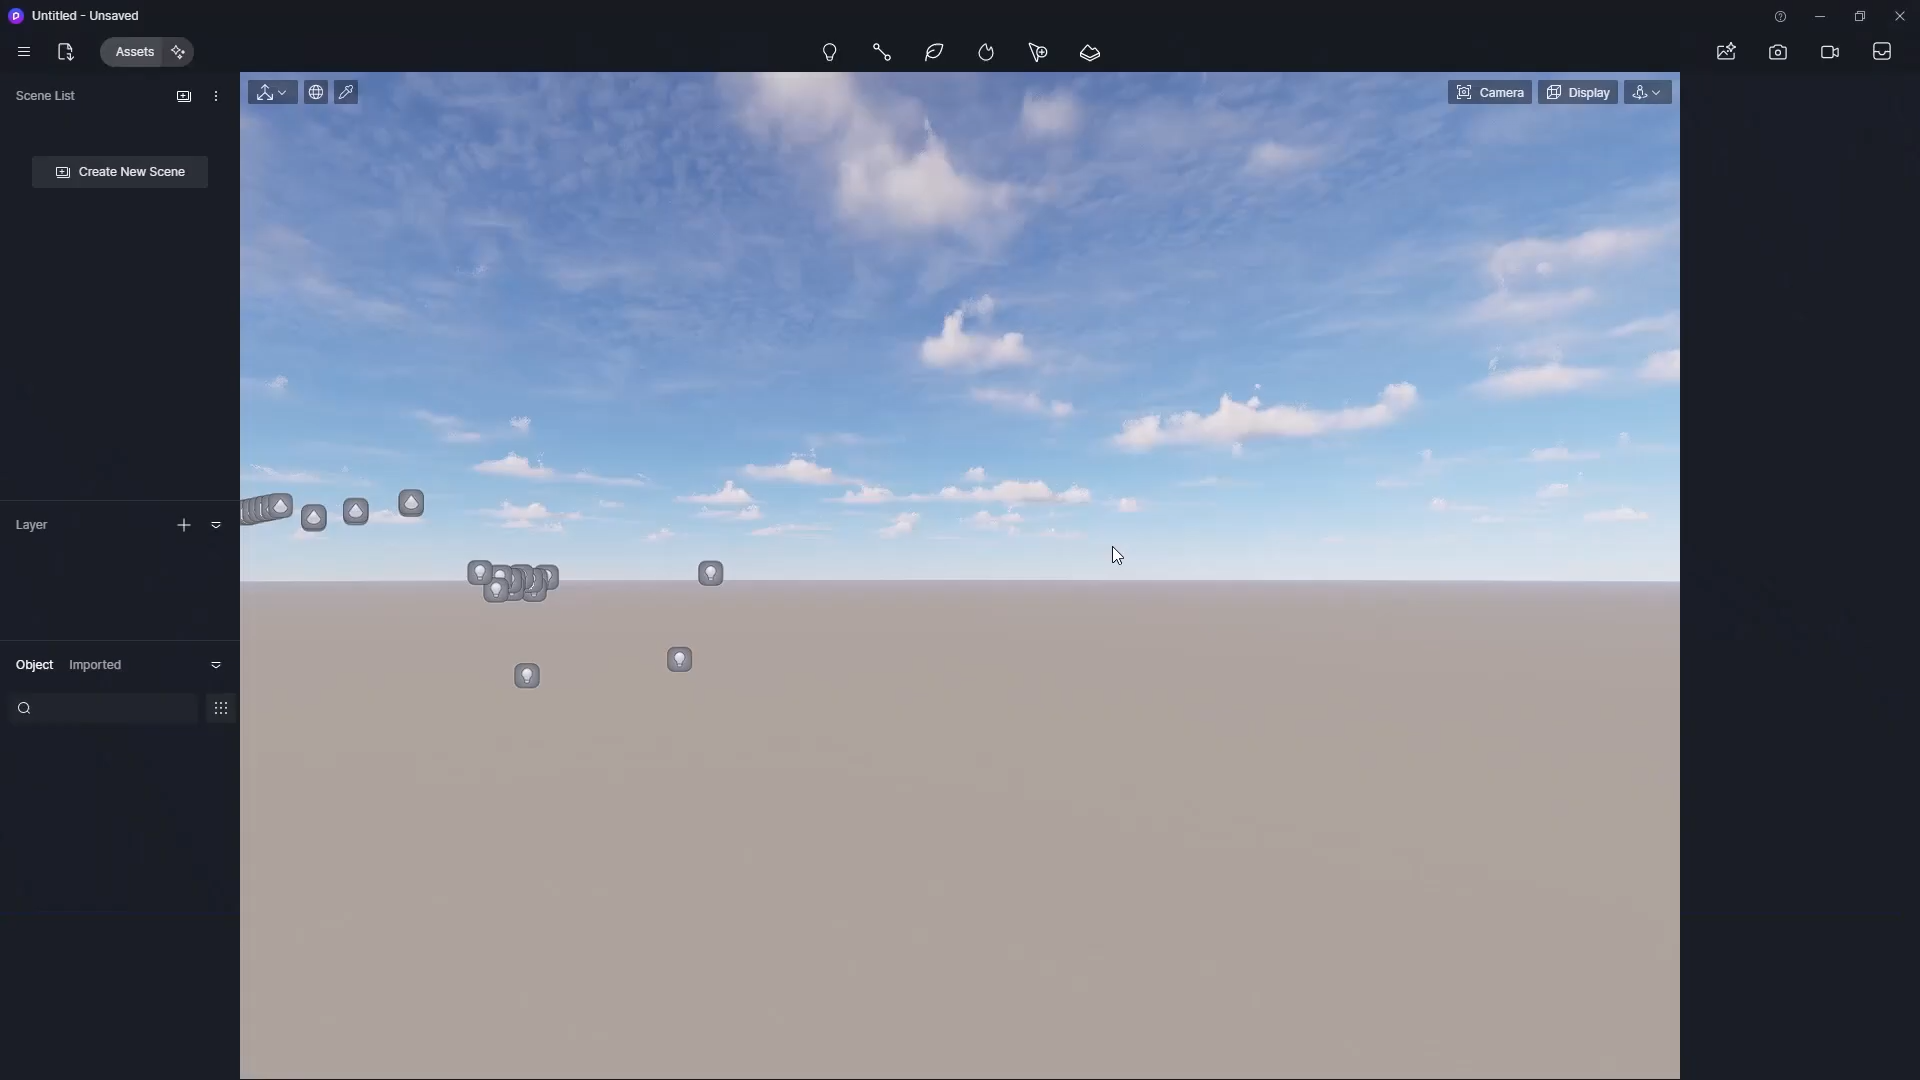 Untitled - Unsaved
Assets
Scene List
Camera
Display
Create New Scene
Layer
Object Imported